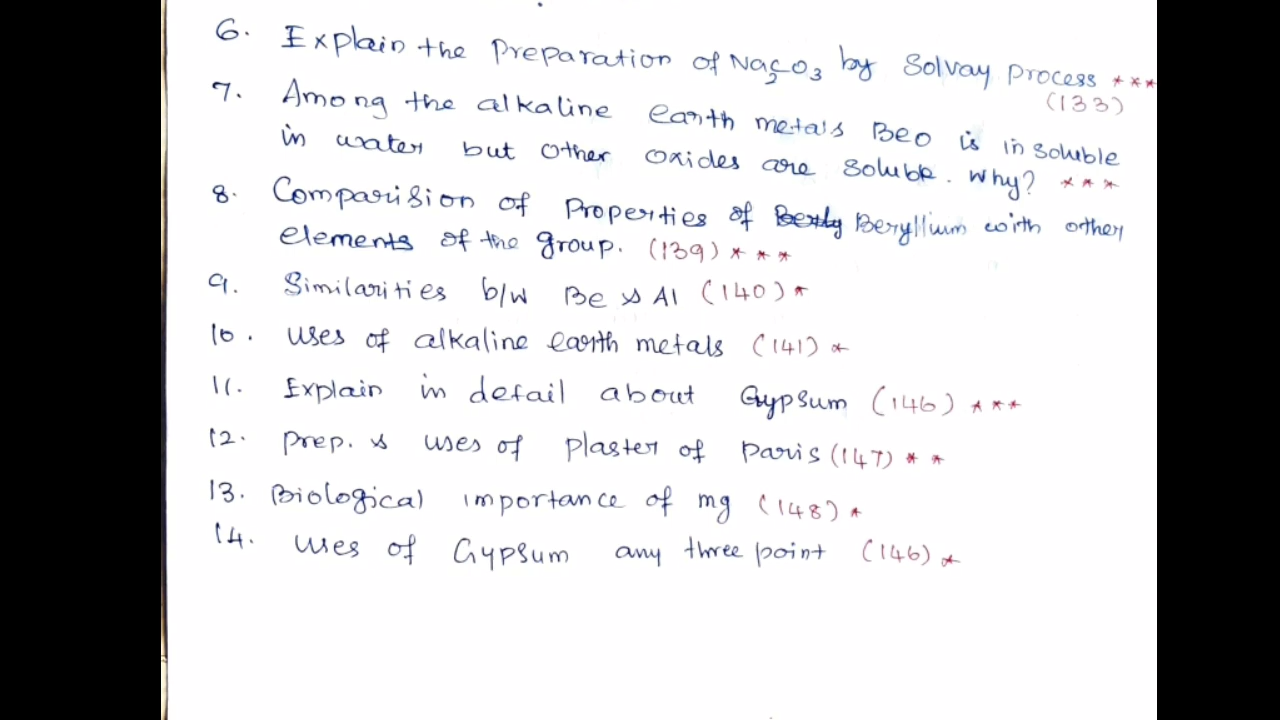 6. Explain the preparation of Na₂CO₃ by Solvay process ***
(133)
7. Among the alkaline earth metals BeO is insoluble
in water but other oxides are soluble. Why? ***
8. Comparision of Properties of Beryllium with other
elements of the group. (139) ***
9. Similarities b/w Be & Al (140) *
10. uses of alkaline earth metals (141) *
11. Explain in detail about Gypsum (146) ***
12. prep. & uses of plaster of paris (147) **
13. Biological importance of mg (148) *
14. uses of Gypsum any three point (146) *